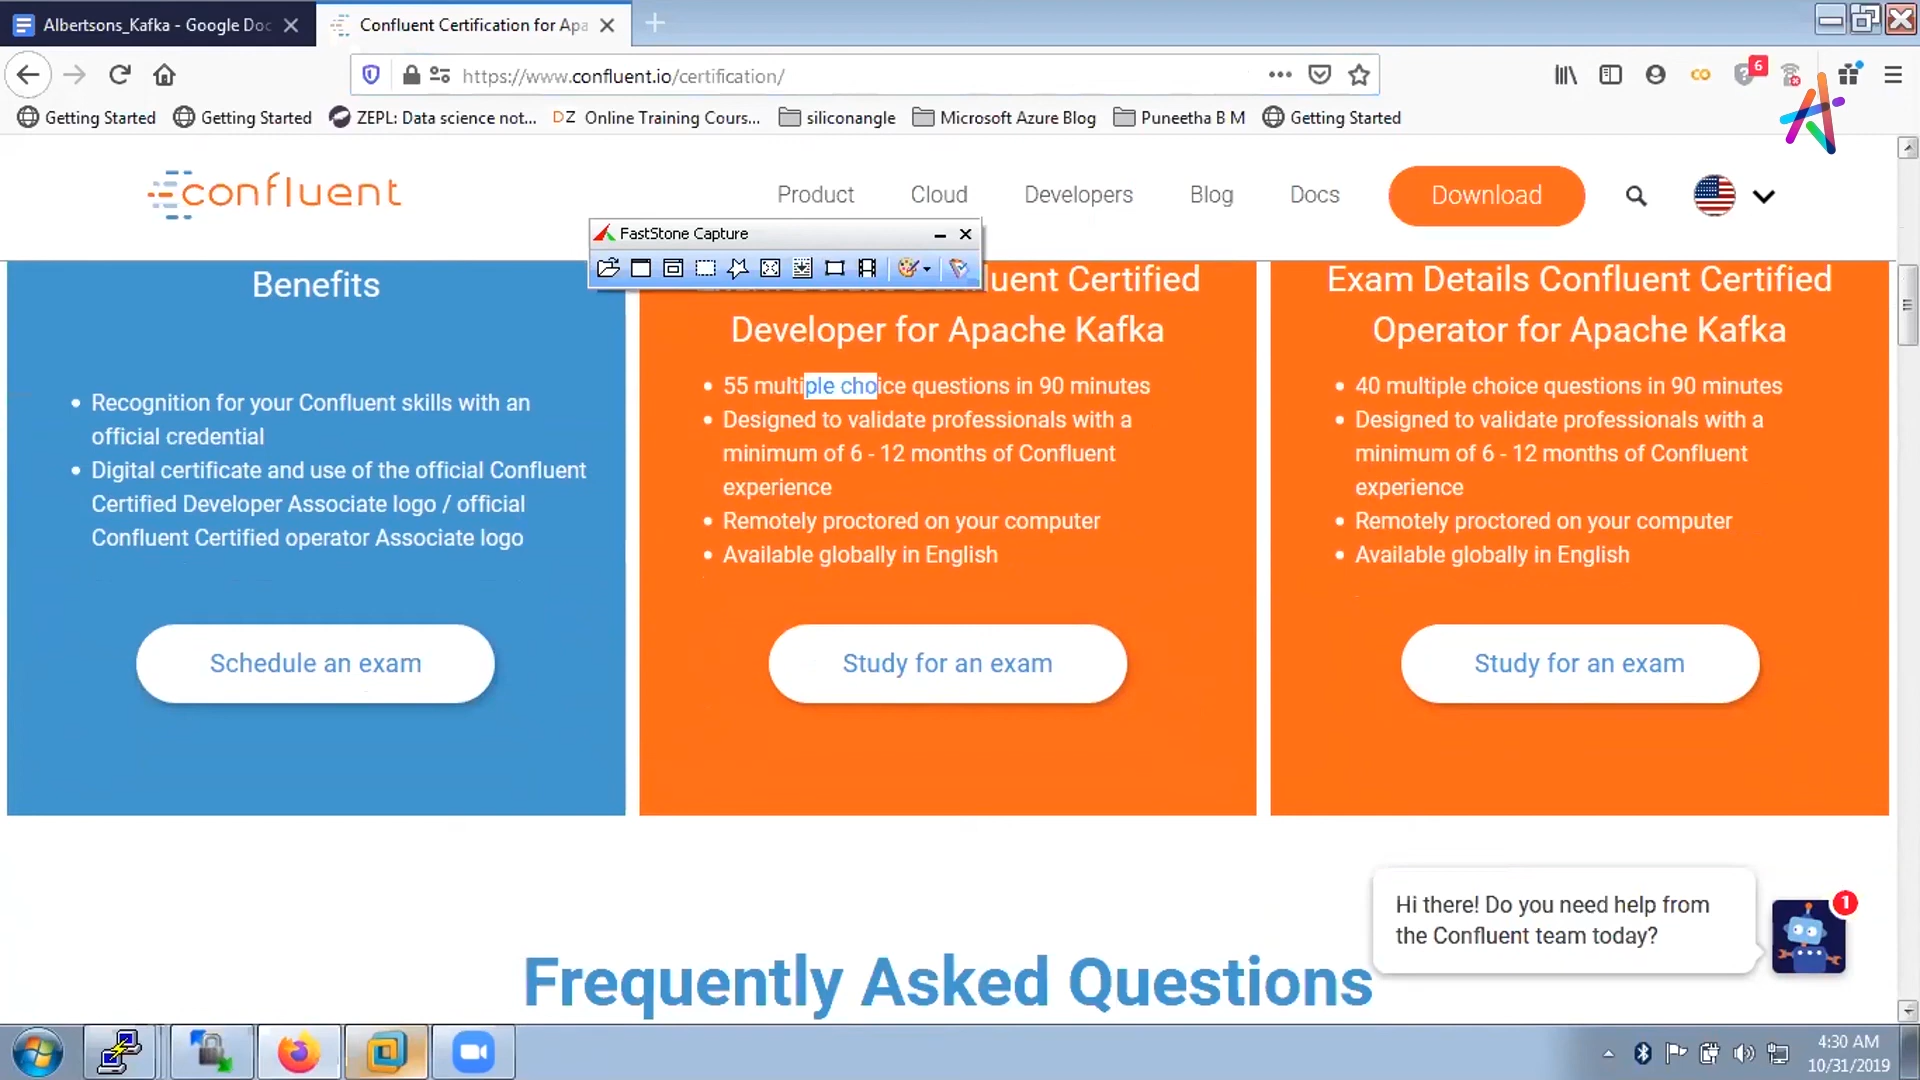 Albertsons_Kafka - Google Doc
Confluent Certification for Apa
https://www.confluent.io/certification/
6
Getting Started
Getting Started
ZEPL: Data science not...
DZ Online Training Cours...
siliconangle
Microsoft Azure Blog
Puneetha B M
Getting Started
confluent
Product
Cloud
Developers
Blog
Docs
Download
FastStone Capture
Benefits
Recognition for your Confluent skills with an
official credential
Digital certificate and use of the official Confluent
Certified Developer Associate logo / official
Confluent Certified operator Associate logo
Schedule an exam
uent Certified
Developer for Apache Kafka
55 multiple choice questions in 90 minutes
Designed to validate professionals with a
minimum of 6 - 12 months of Confluent
experience
Remotely proctored on your computer
Available globally in English
Study for an exam
Exam Details Confluent Certified
Operator for Apache Kafka
40 multiple choice questions in 90 minutes
Designed to validate professionals with a
minimum of 6 - 12 months of Confluent
experience
Remotely proctored on your computer
Available globally in English
Study for an exam
Hi there! Do you need help from
the Confluent team today?
1
Frequently Asked Questions
4:30 AM
10/31/2019